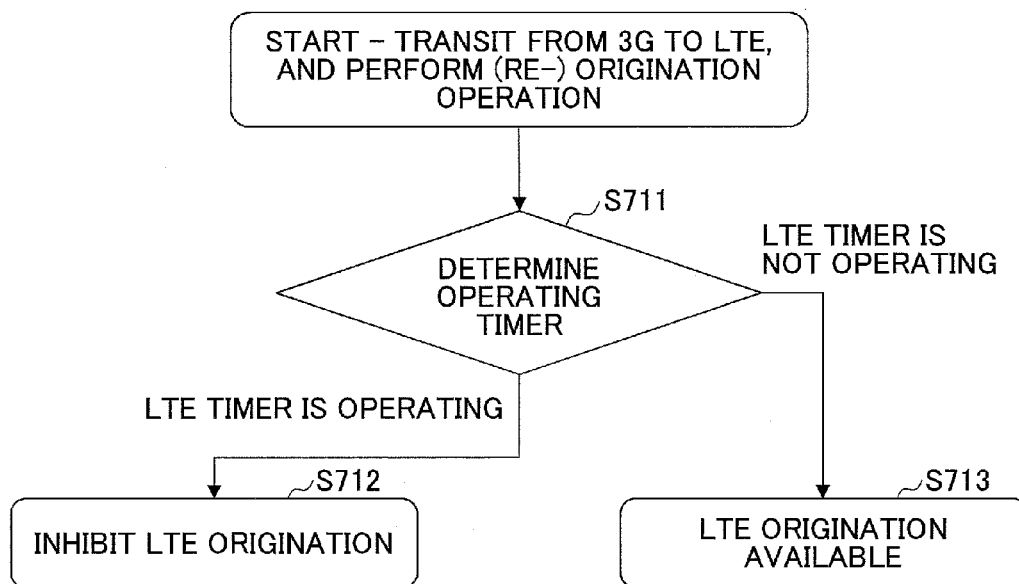 START – TRANSIT FROM 3G TO LTE,
AND PERFORM (RE-) ORIGINATION
OPERATION
S711
DETERMINE
OPERATING
TIMER
LTE TIMER IS
NOT OPERATING
LTE TIMER IS OPERATING
S712
INHIBIT LTE ORIGINATION
S713
LTE ORIGINATION
AVAILABLE